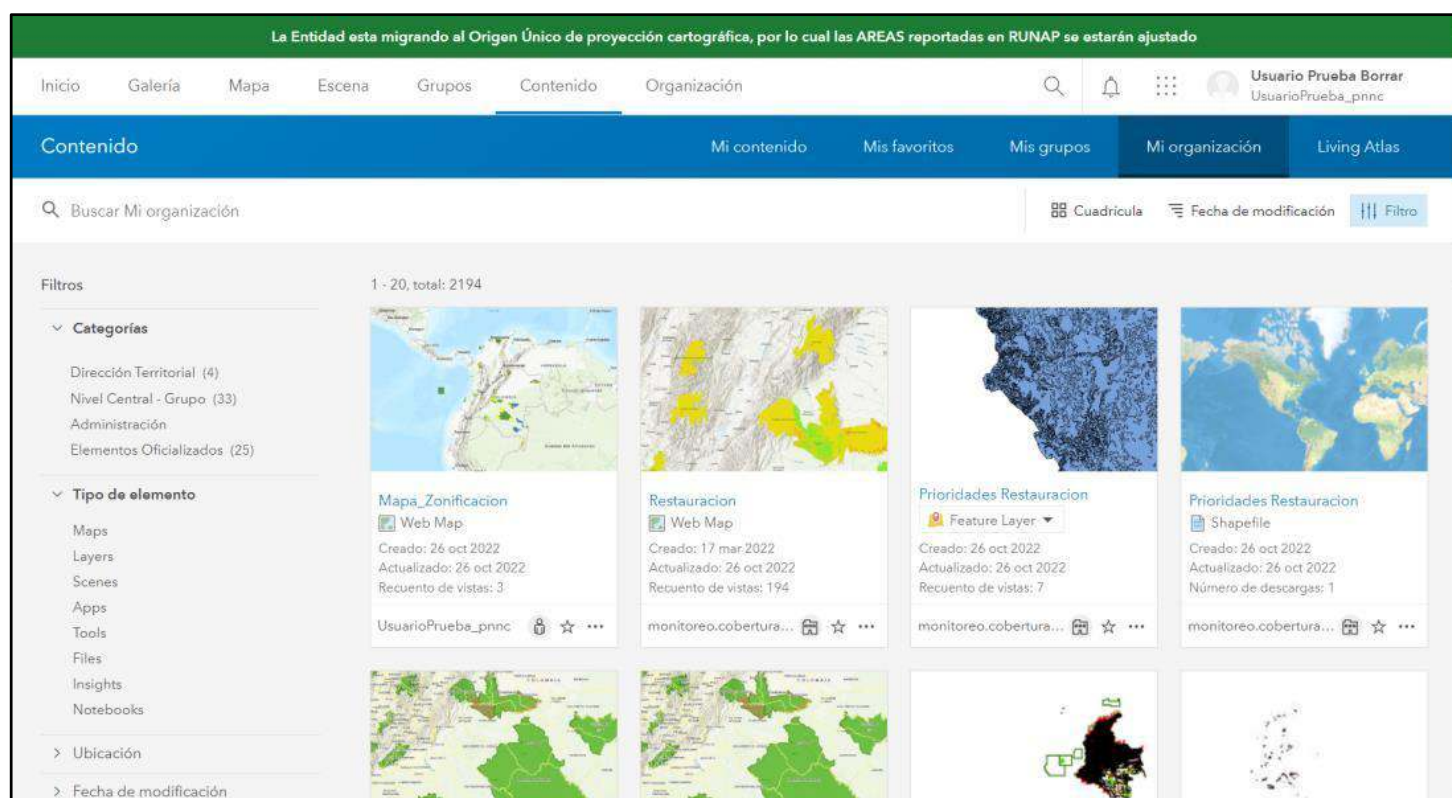 La Entidad esta migrando al Origen Único de proyección cartográfica, por lo cual las AREAS reportadas en RUNAP se estarán ajustado
Inicio Galería Mapa Escena Grupos Contenido Organización
Usuario Prueba Borrar
UsuarioPrueba_pnnc
Contenido
Mi contenido Mis favoritos Mis grupos Mi organización Living Atlas
Buscar Mi organización
Cuadrícula Fecha de modificación Filtro
Filtros
1 - 20, total: 2194
Categorías
Dirección Territorial (4)
Nivel Central - Grupo (33)
Administración
Elementos Oficializados (25)
Tipo de elemento
Maps
Layers
Scenes
Apps
Tools
Files
Insights
Notebooks
Ubicación
Fecha de modificación
Mapa_Zonificacion
Web Map
Creado: 26 oct 2022
Actualizado: 26 oct 2022
Recuento de vistas: 3
UsuarioPrueba_pnnc
Restauracion
Web Map
Creado: 17 mar 2022
Actualizado: 26 oct 2022
Recuento de vistas: 194
monitoreo.cobertura...
Prioridades Restauracion
Feature Layer
Creado: 26 oct 2022
Actualizado: 26 oct 2022
Recuento de vistas: 7
monitoreo.cobertura...
Prioridades Restauracion
Shapefile
Creado: 26 oct 2022
Actualizado: 26 oct 2022
Número de descargas: 1
monitoreo.cobertura...